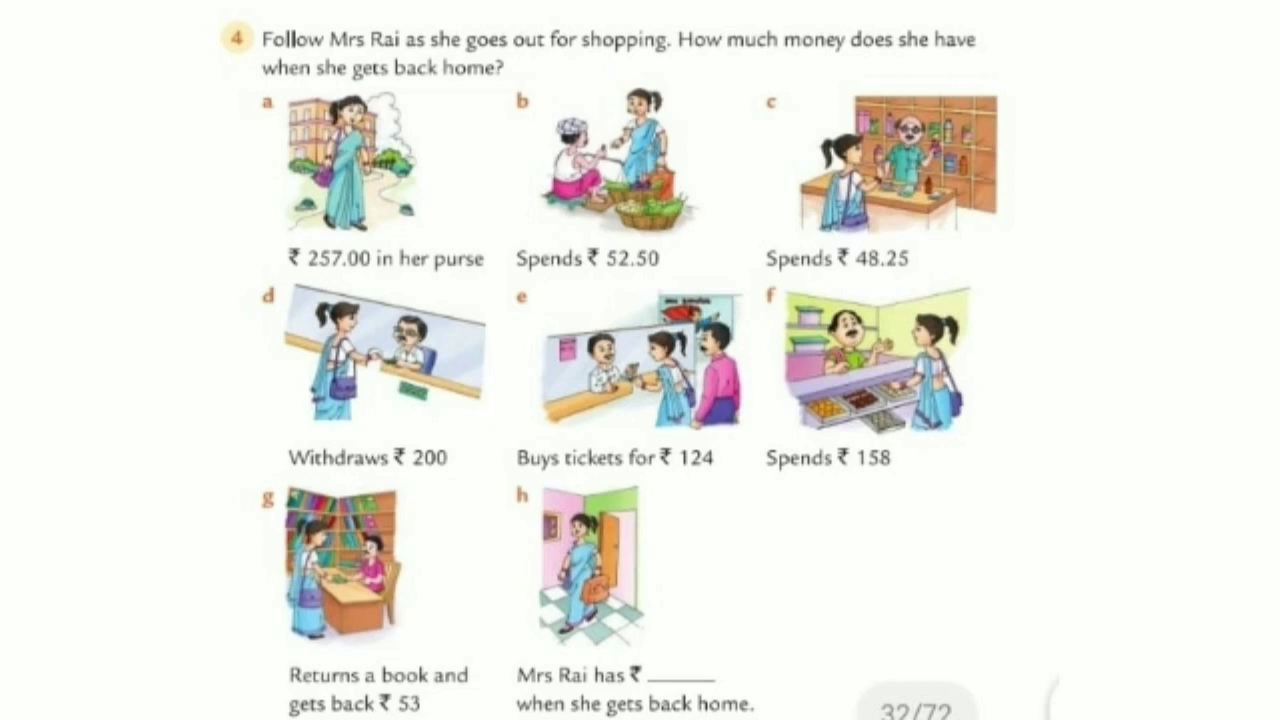 4 Follow Mrs Rai as she goes out for shopping. How much money does she have
when she gets back home?
a
b
c
₹ 257.00 in her purse
Spends ₹ 52.50
Spends ₹ 48.25
d
e
f
Withdraws ₹ 200
Buys tickets for ₹ 124
Spends ₹ 158
g
h
Returns a book and
gets back ₹ 53
Mrs Rai has ₹ ______
when she gets back home.
32/72